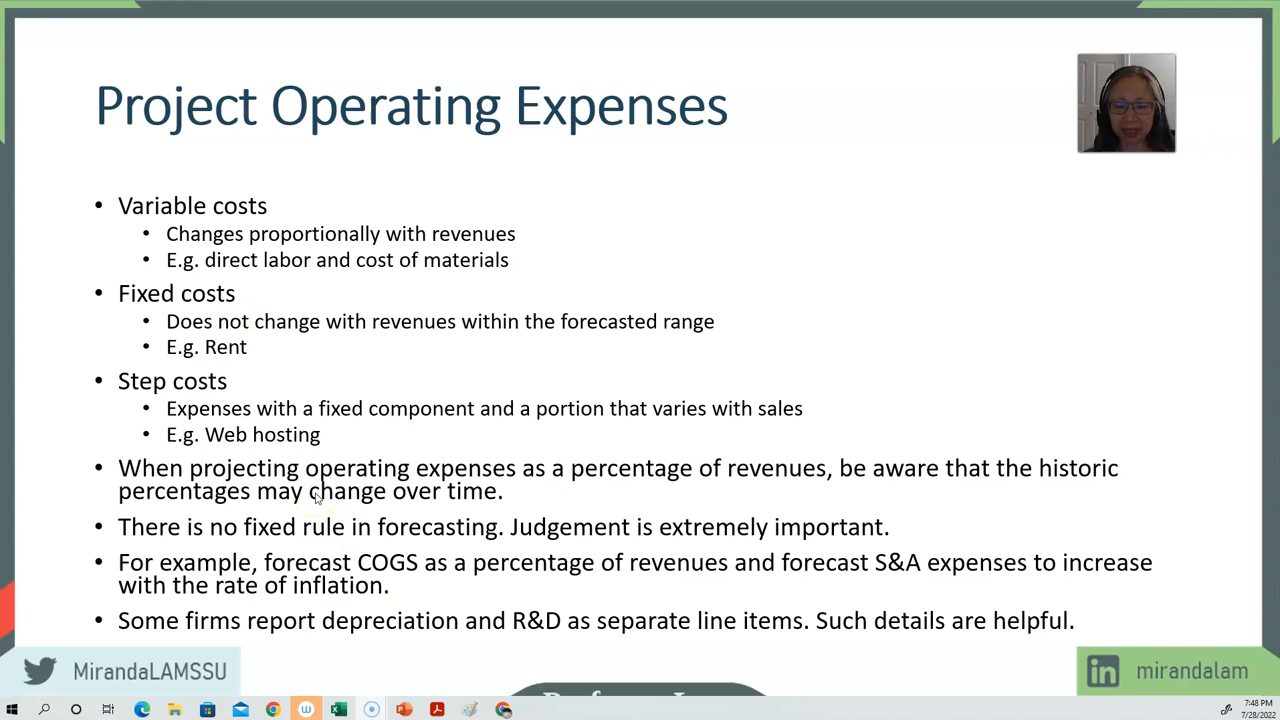 Project Operating Expenses
• Variable costs
• Changes proportionally with revenues
• E.g. direct labor and cost of materials
• Fixed costs
• Does not change with revenues within the forecasted range
• E.g. Rent
• Step costs
• Expenses with a fixed component and a portion that varies with sales
• E.g. Web hosting
• When projecting operating expenses as a percentage of revenues, be aware that the historic
percentages may change over time.
• There is no fixed rule in forecasting. Judgement is extremely important.
• For example, forecast COGS as a percentage of revenues and forecast S&A expenses to increase
with the rate of inflation.
• Some firms report depreciation and R&D as separate line items. Such details are helpful.
MirandaLAMSSU
in mirandalam
7:48 PM
7/28/2022